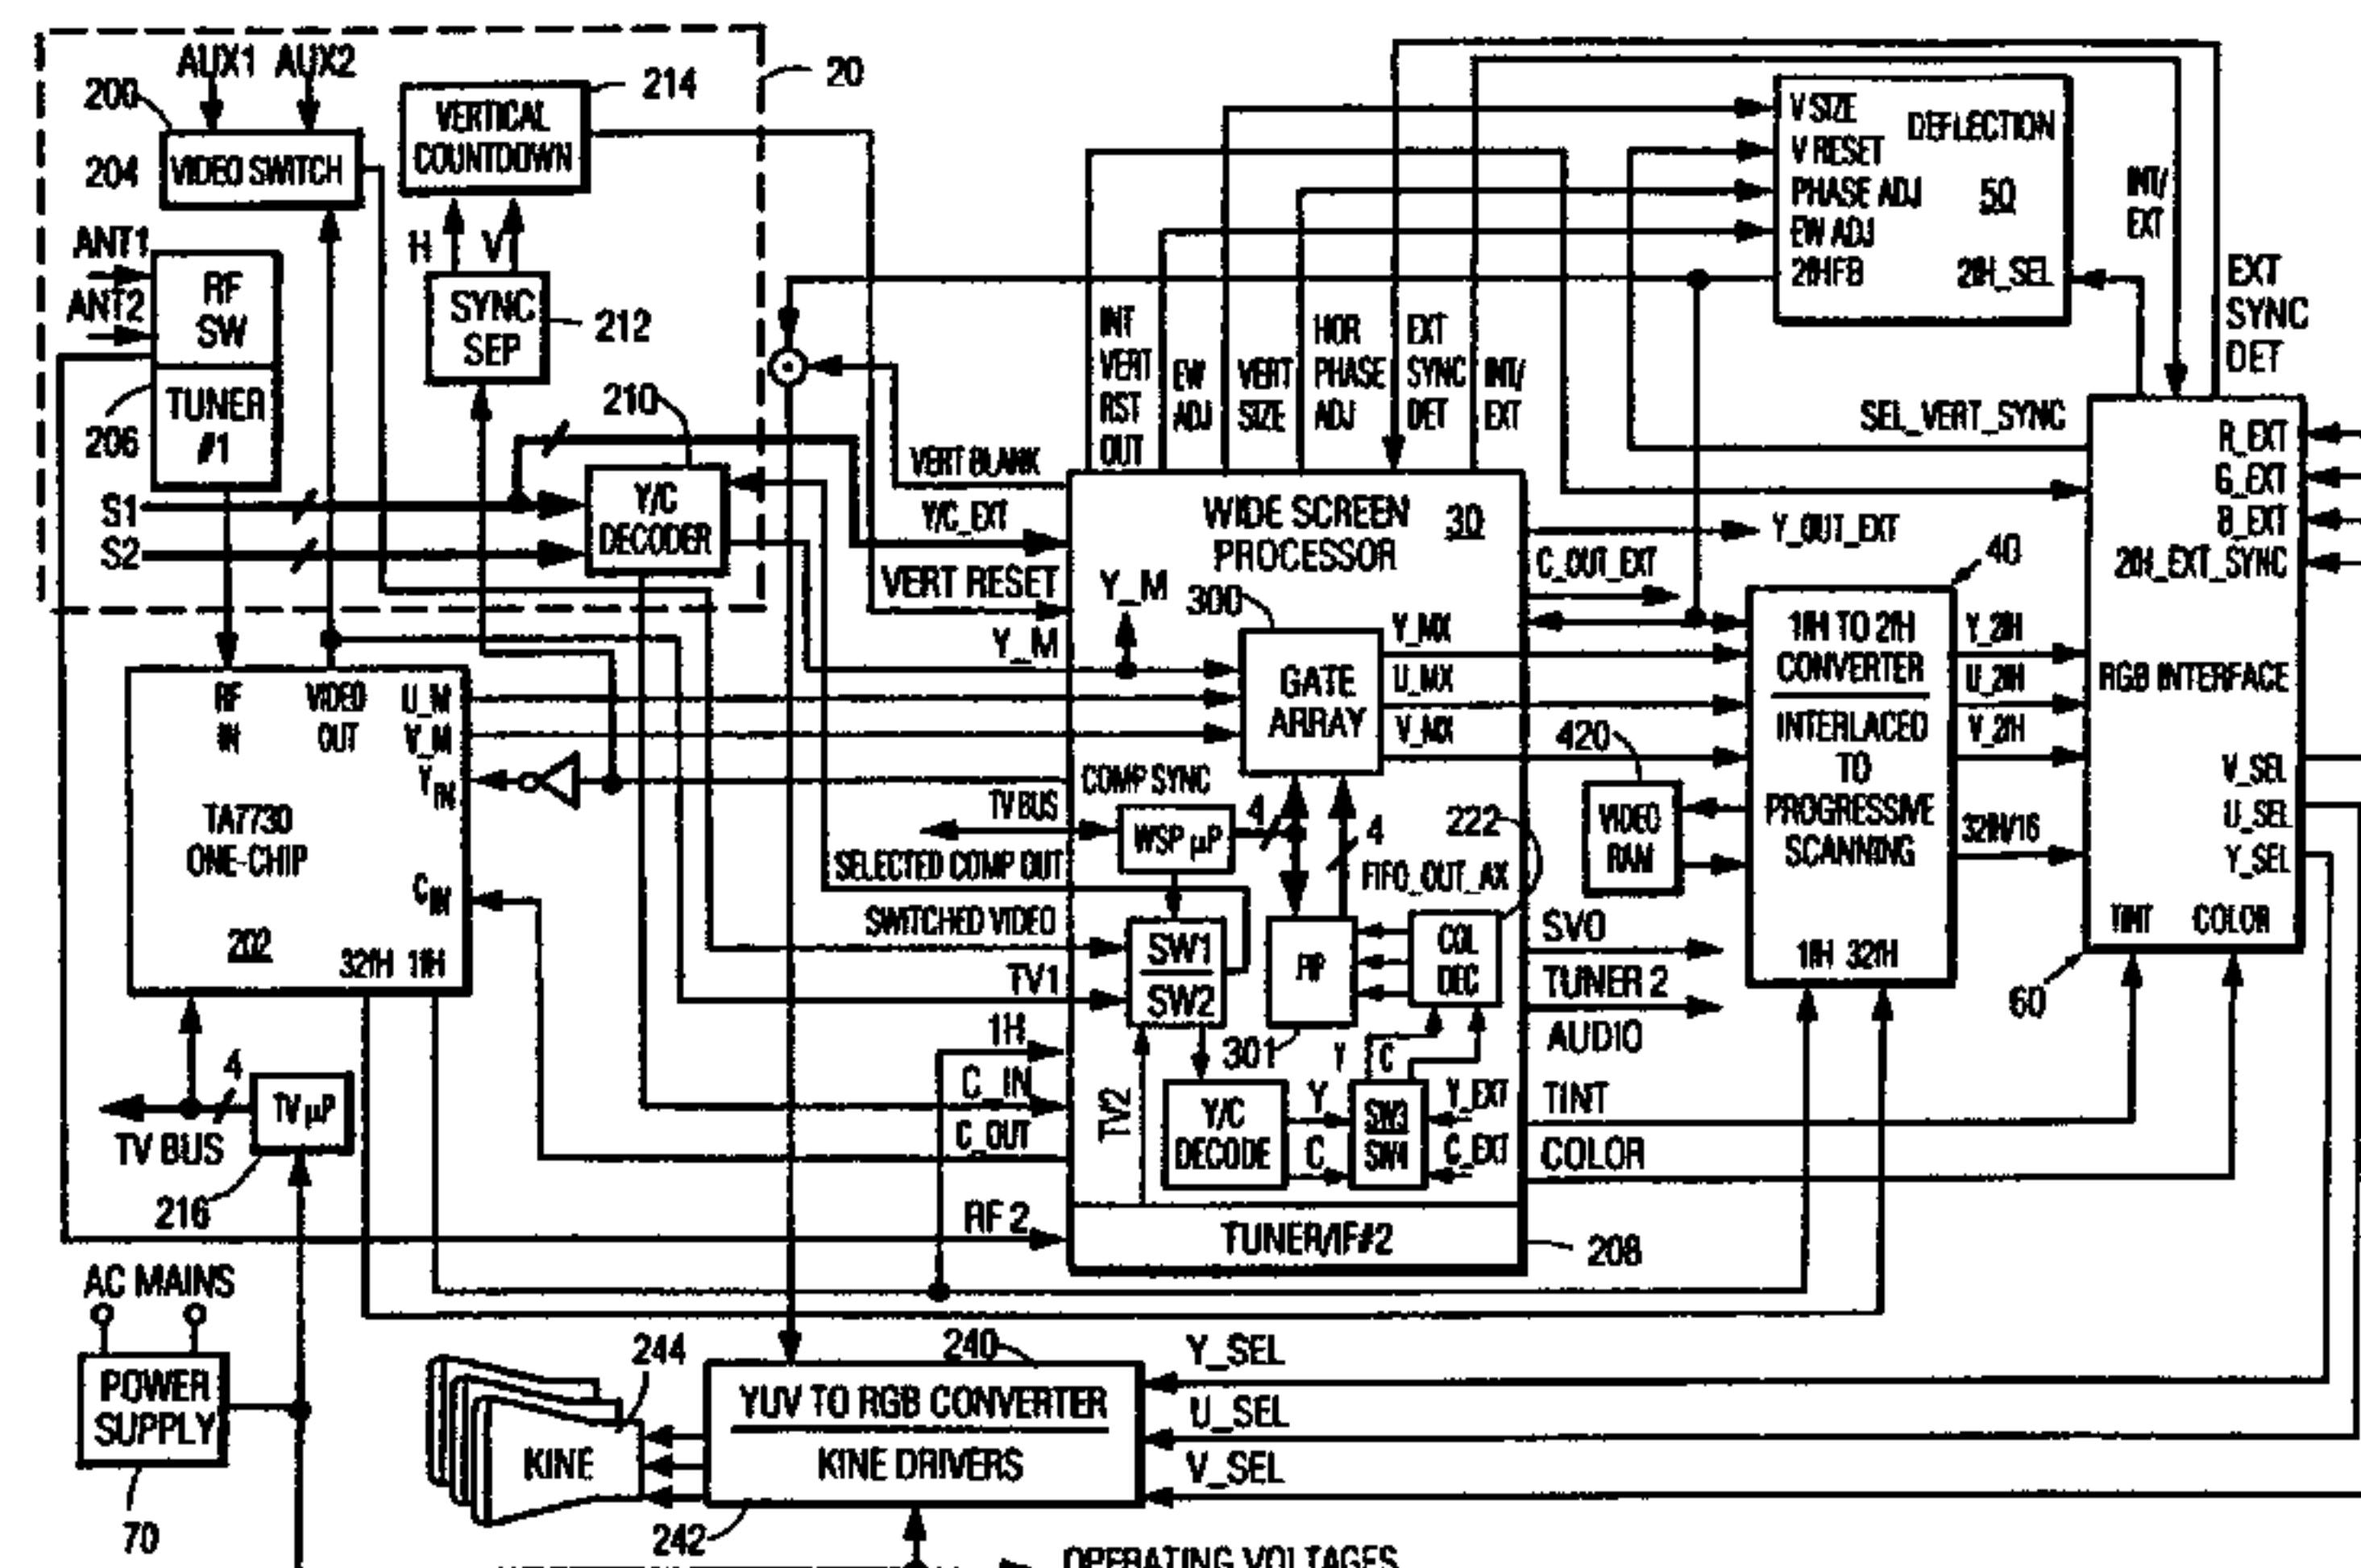 AUX1 AUX2
200
VIDEO SWITCH
204
VERTICAL
COUNTDOWN
214
20
ANT1
ANT2
RF
SW
TUNER
#1
206
H
V
SYNC
SEP
212
210
Y/C
DECODER
S1
S2
V SIZE
V RESET
PHASE ADJ
EW ADJ
2fHFB
DEFLECTION
50
2fH_SEL
INT/
EXT
EXT
SYNC
DET
INT
VERT
RST
OUT
EW
ADJ
VERT
SIZE
HOR
PHASE
ADJ
EXT
SYNC
DET
INT/
EXT
SEL_VERT_SYNC
VERT BLANK
Y/C_EXT
VERT RESET
Y_M
WIDE SCREEN
PROCESSOR
30
Y_M
300
GATE
ARRAY
Y_OUT_EXT
C_OUT_EXT
Y_MX
U_MX
V_MX
40
1fH TO 2fH
CONVERTER
INTERLACED
TO
PROGRESSIVE
SCANNING
1fH 32fH
Y_2fH
U_2fH
V_2fH
R_EXT
G_EXT
B_EXT
2fH_EXT_SYNC
RGB INTERFACE
V_SEL
U_SEL
Y_SEL
TINT COLOR
60
RF
IN
VIDEO
OUT
U_M
V_M
Y IN
TA7730
ONE-CHIP
C IN
202
32fH 1fH
COMP SYNC
TV BUS
WSP µP
4
4
222
420
VIDEO
RAM
SELECTED COMP OUT
FIFO_OUT_AX
SWITCHED VIDEO
SW1
SW2
PIP
COL
DEC
SVO
TV1
TUNER 2
AUDIO
1H
301
Y C
C_IN
C_OUT
TV2
Y/C
DECODE
Y
C
SW3
SW4
Y_EXT
C_EXT
TINT
COLOR
4
TV µP
TV BUS
216
RF 2
TUNER/IF#2
208
AC MAINS
POWER
SUPPLY
70
244
KINE
240
YUV TO RGB CONVERTER
KINE DRIVERS
242
Y_SEL
U_SEL
V_SEL
OPERATING VOLTAGES